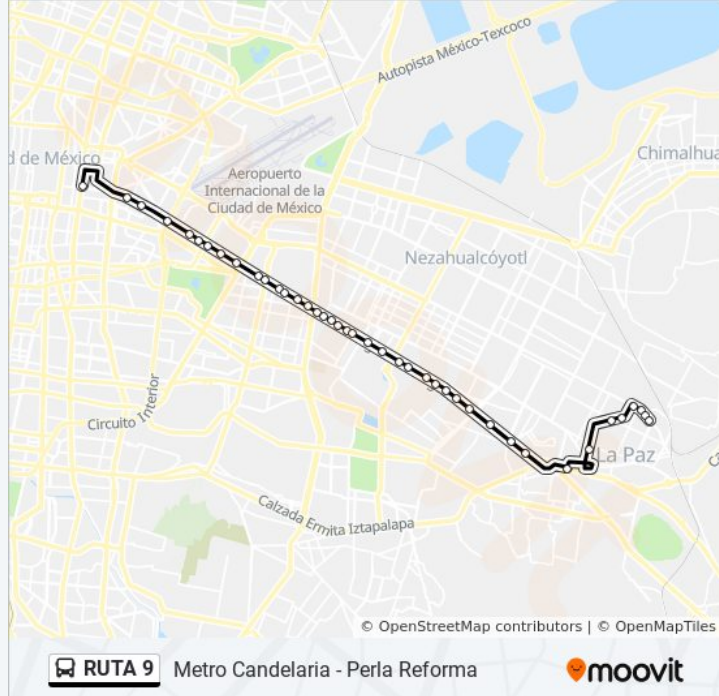 Autopista México-Texcoco
d de México
Chimalhua
Aeropuerto
Internacional de la
Ciudad de México
Nezahualcóyotl
Circuito Interior
La Paz
Calzada Ermita Iztapalapa
© OpenStreetMap contributors | © OpenMapTiles
RUTA 9 Metro Candelaria - Perla Reforma
moovit